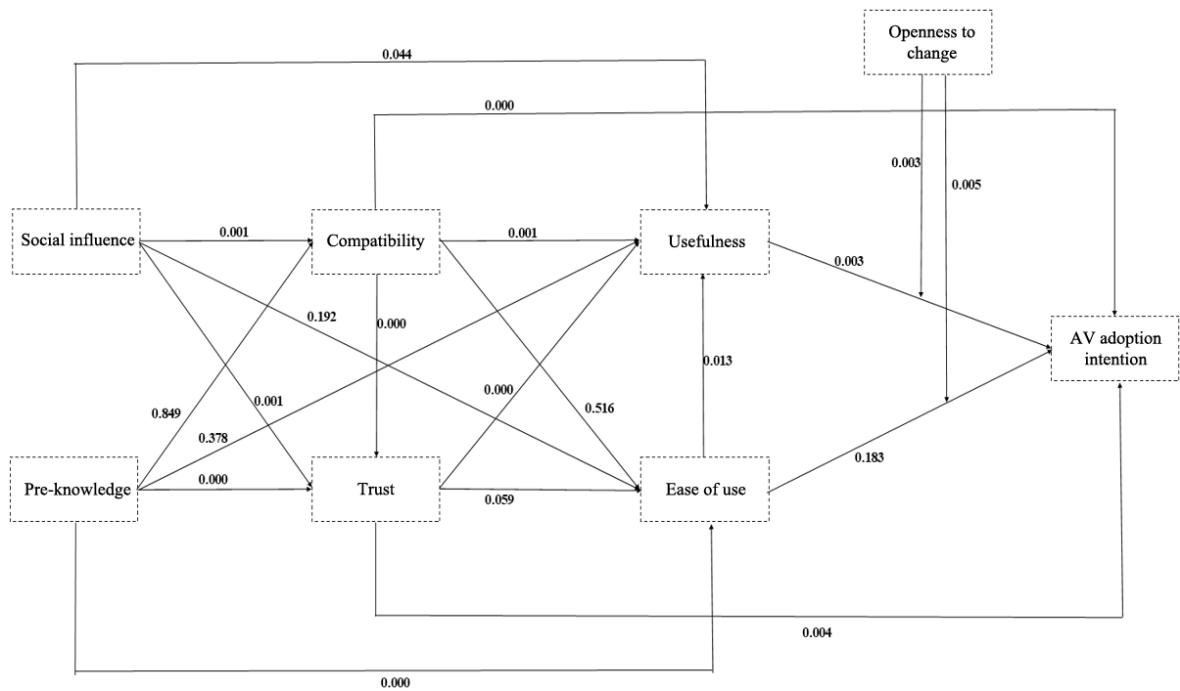 Openness to
change
0.044
0.000
0.003
0.005
Social influence
0.001
Compatibility
0.001
Usefulness
0.003
0.192
0.000
AV adoption
intention
0.013
0.000
0.849
0.001
0.516
0.378
0.183
Pre-knowledge
0.000
Trust
0.059
Ease of use
0.004
0.000